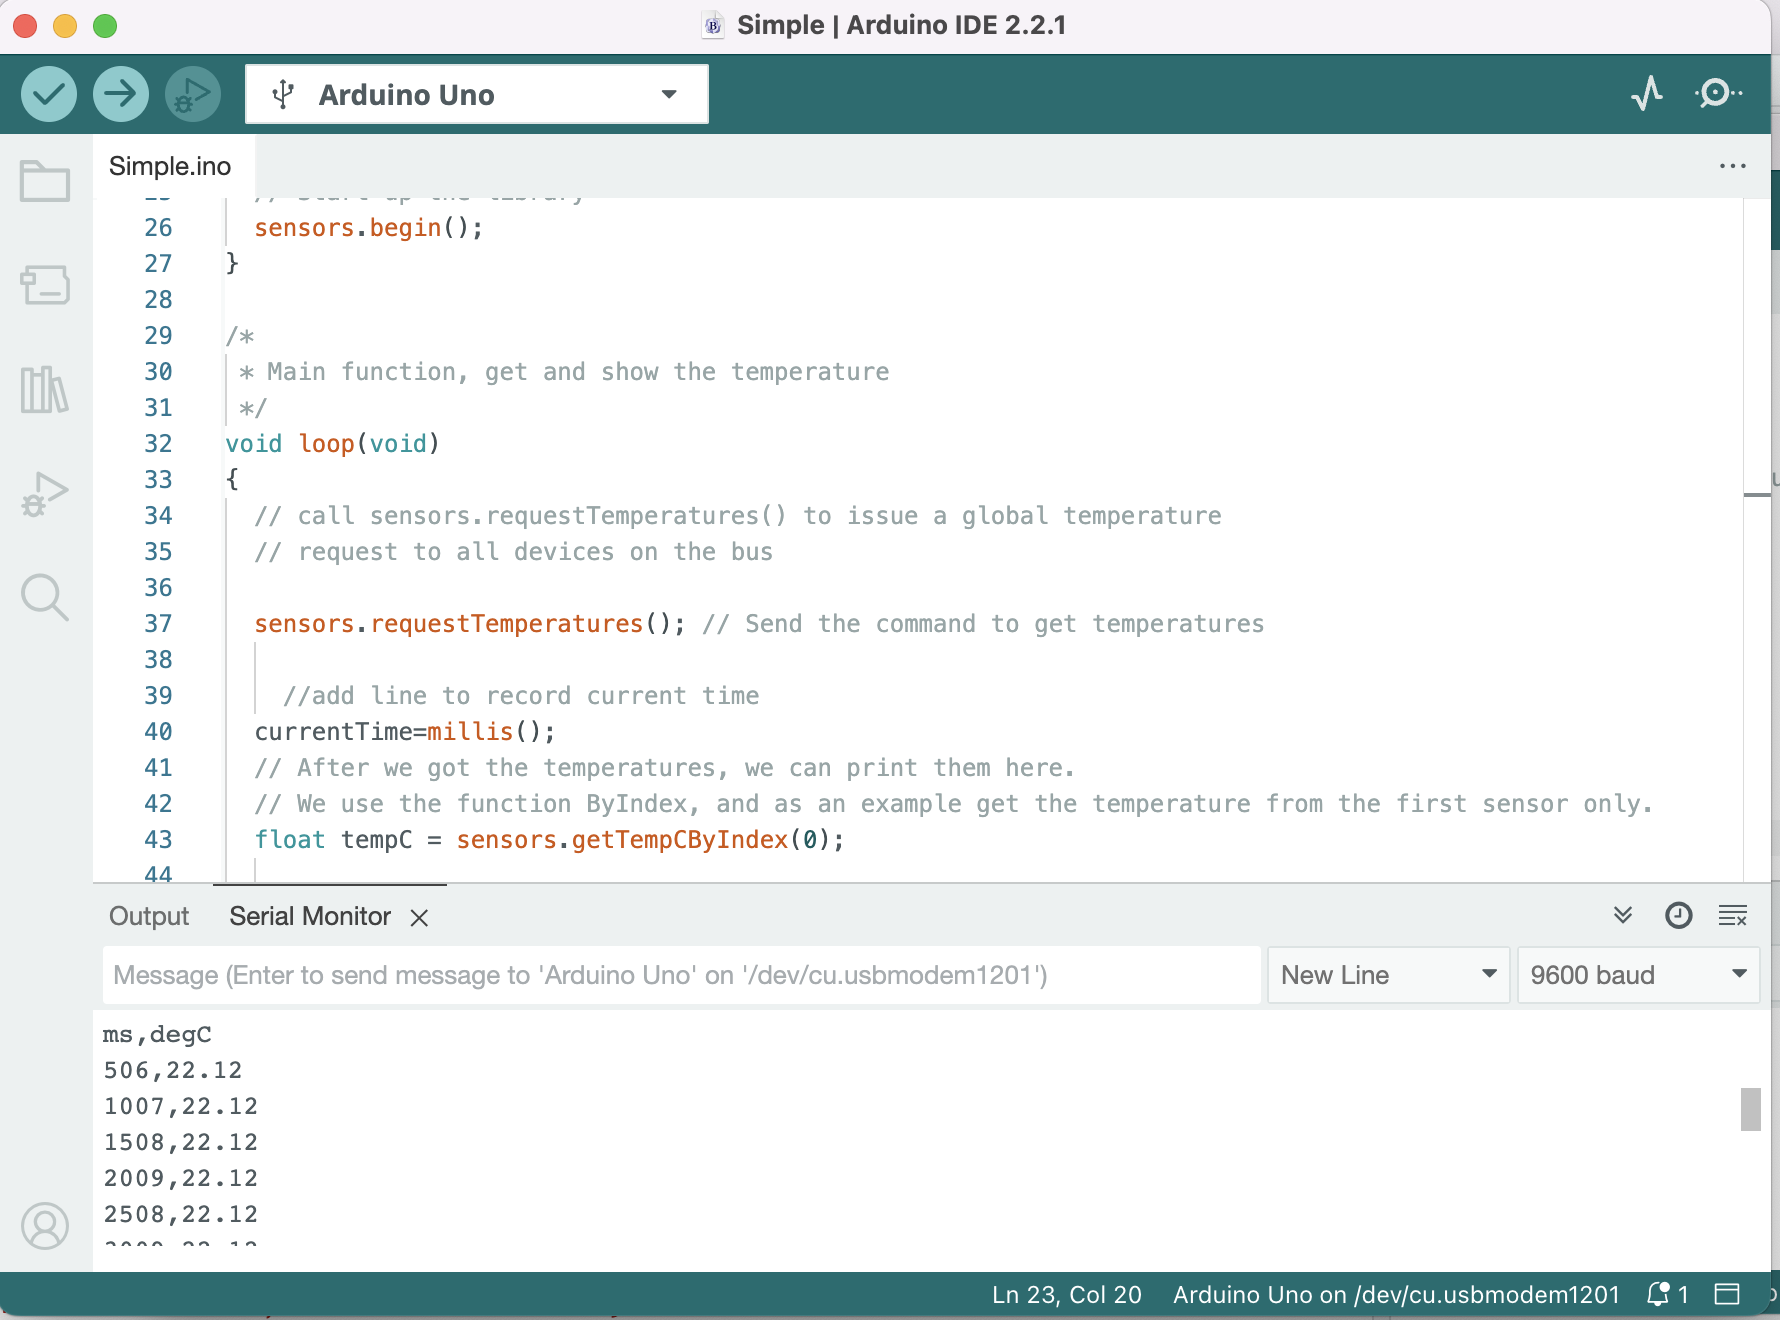 Simple | Arduino IDE 2.2.1
Arduino Uno
Simple.ino
25 // start up the library
26 sensors.begin();
27 }
28
29 /*
30 * Main function, get and show the temperature
31 */
32 void loop(void)
33 {
34 // call sensors.requestTemperatures() to issue a global temperature
35 // request to all devices on the bus
36
37 sensors.requestTemperatures(); // Send the command to get temperatures
38
39 //add line to record current time
40 currentTime=millis();
41 // After we got the temperatures, we can print them here.
42 // We use the function ByIndex, and as an example get the temperature from the first sensor only.
43 float tempC = sensors.getTempCByIndex(0);
44
Output Serial Monitor
Message (Enter to send message to 'Arduino Uno' on '/dev/cu.usbmodem1201')
New Line
9600 baud
ms,degC
506,22.12
1007,22.12
1508,22.12
2009,22.12
2508,22.12
Ln 23, Col 20 Arduino Uno on /dev/cu.usbmodem1201 1